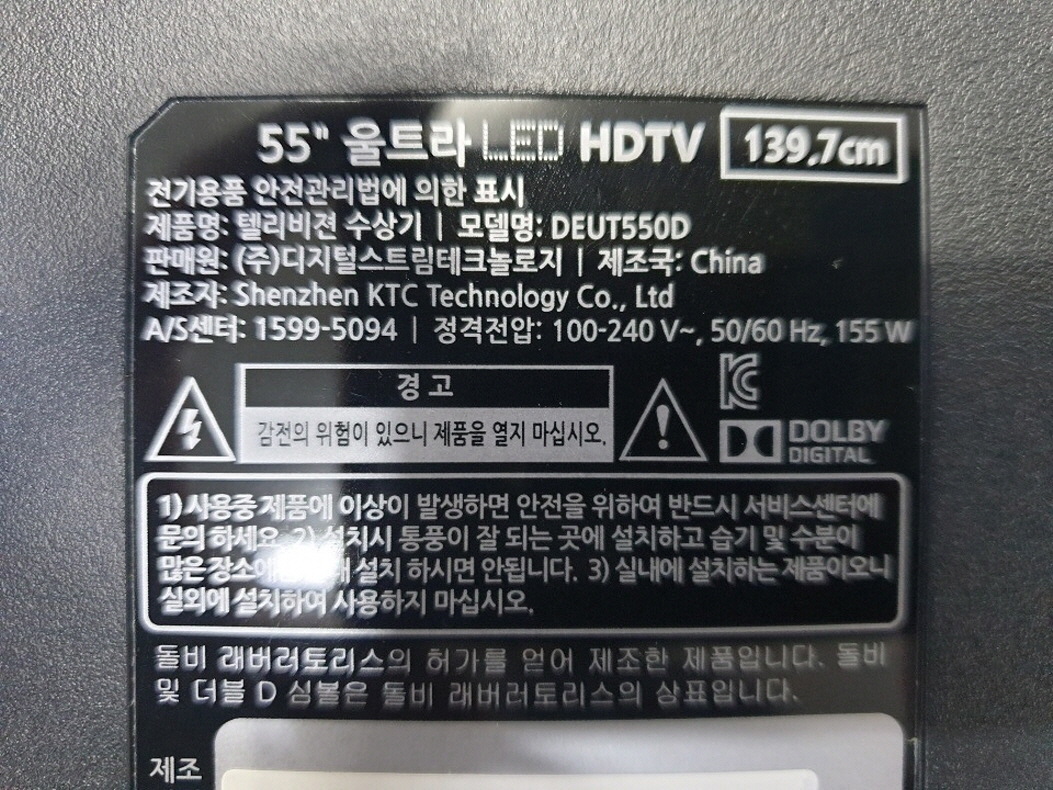 55" 울트라 LED HDTV 139.7cm
전기용품 안전관리법에 의한 표시
제품명: 텔리비젼 수상기 | 모델명: DEUT550D
판매원: (주)디지털스트림테크놀로지 | 제조국: China
제조자: Shenzhen KTC Technology Co., Ltd
A/S센터: 1599-5094 | 정격전압: 100-240 V~, 50/60 Hz, 155 W
경 고
감전의 위험이 있으니 제품을 열지 마십시오.
DOLBY
DIGITAL
1) 사용중 제품에 이상이 발생하면 안전을 위하여 반드시 서비스센터에
문의 하세요 2) 설치시 통풍이 잘 되는 곳에 설치하고 습기 및 수분이
많은 장소에 설치 하시면 안됩니다. 3) 실내에 설치하는 제품이오니
실외에 설치하여 사용하지 마십시오.
돌비 래버러토리스의 허가를 얻어 제조한 제품입니다. 돌비
및 더블 D 심볼은 돌비 래버러토리스의 상표입니다.
제조